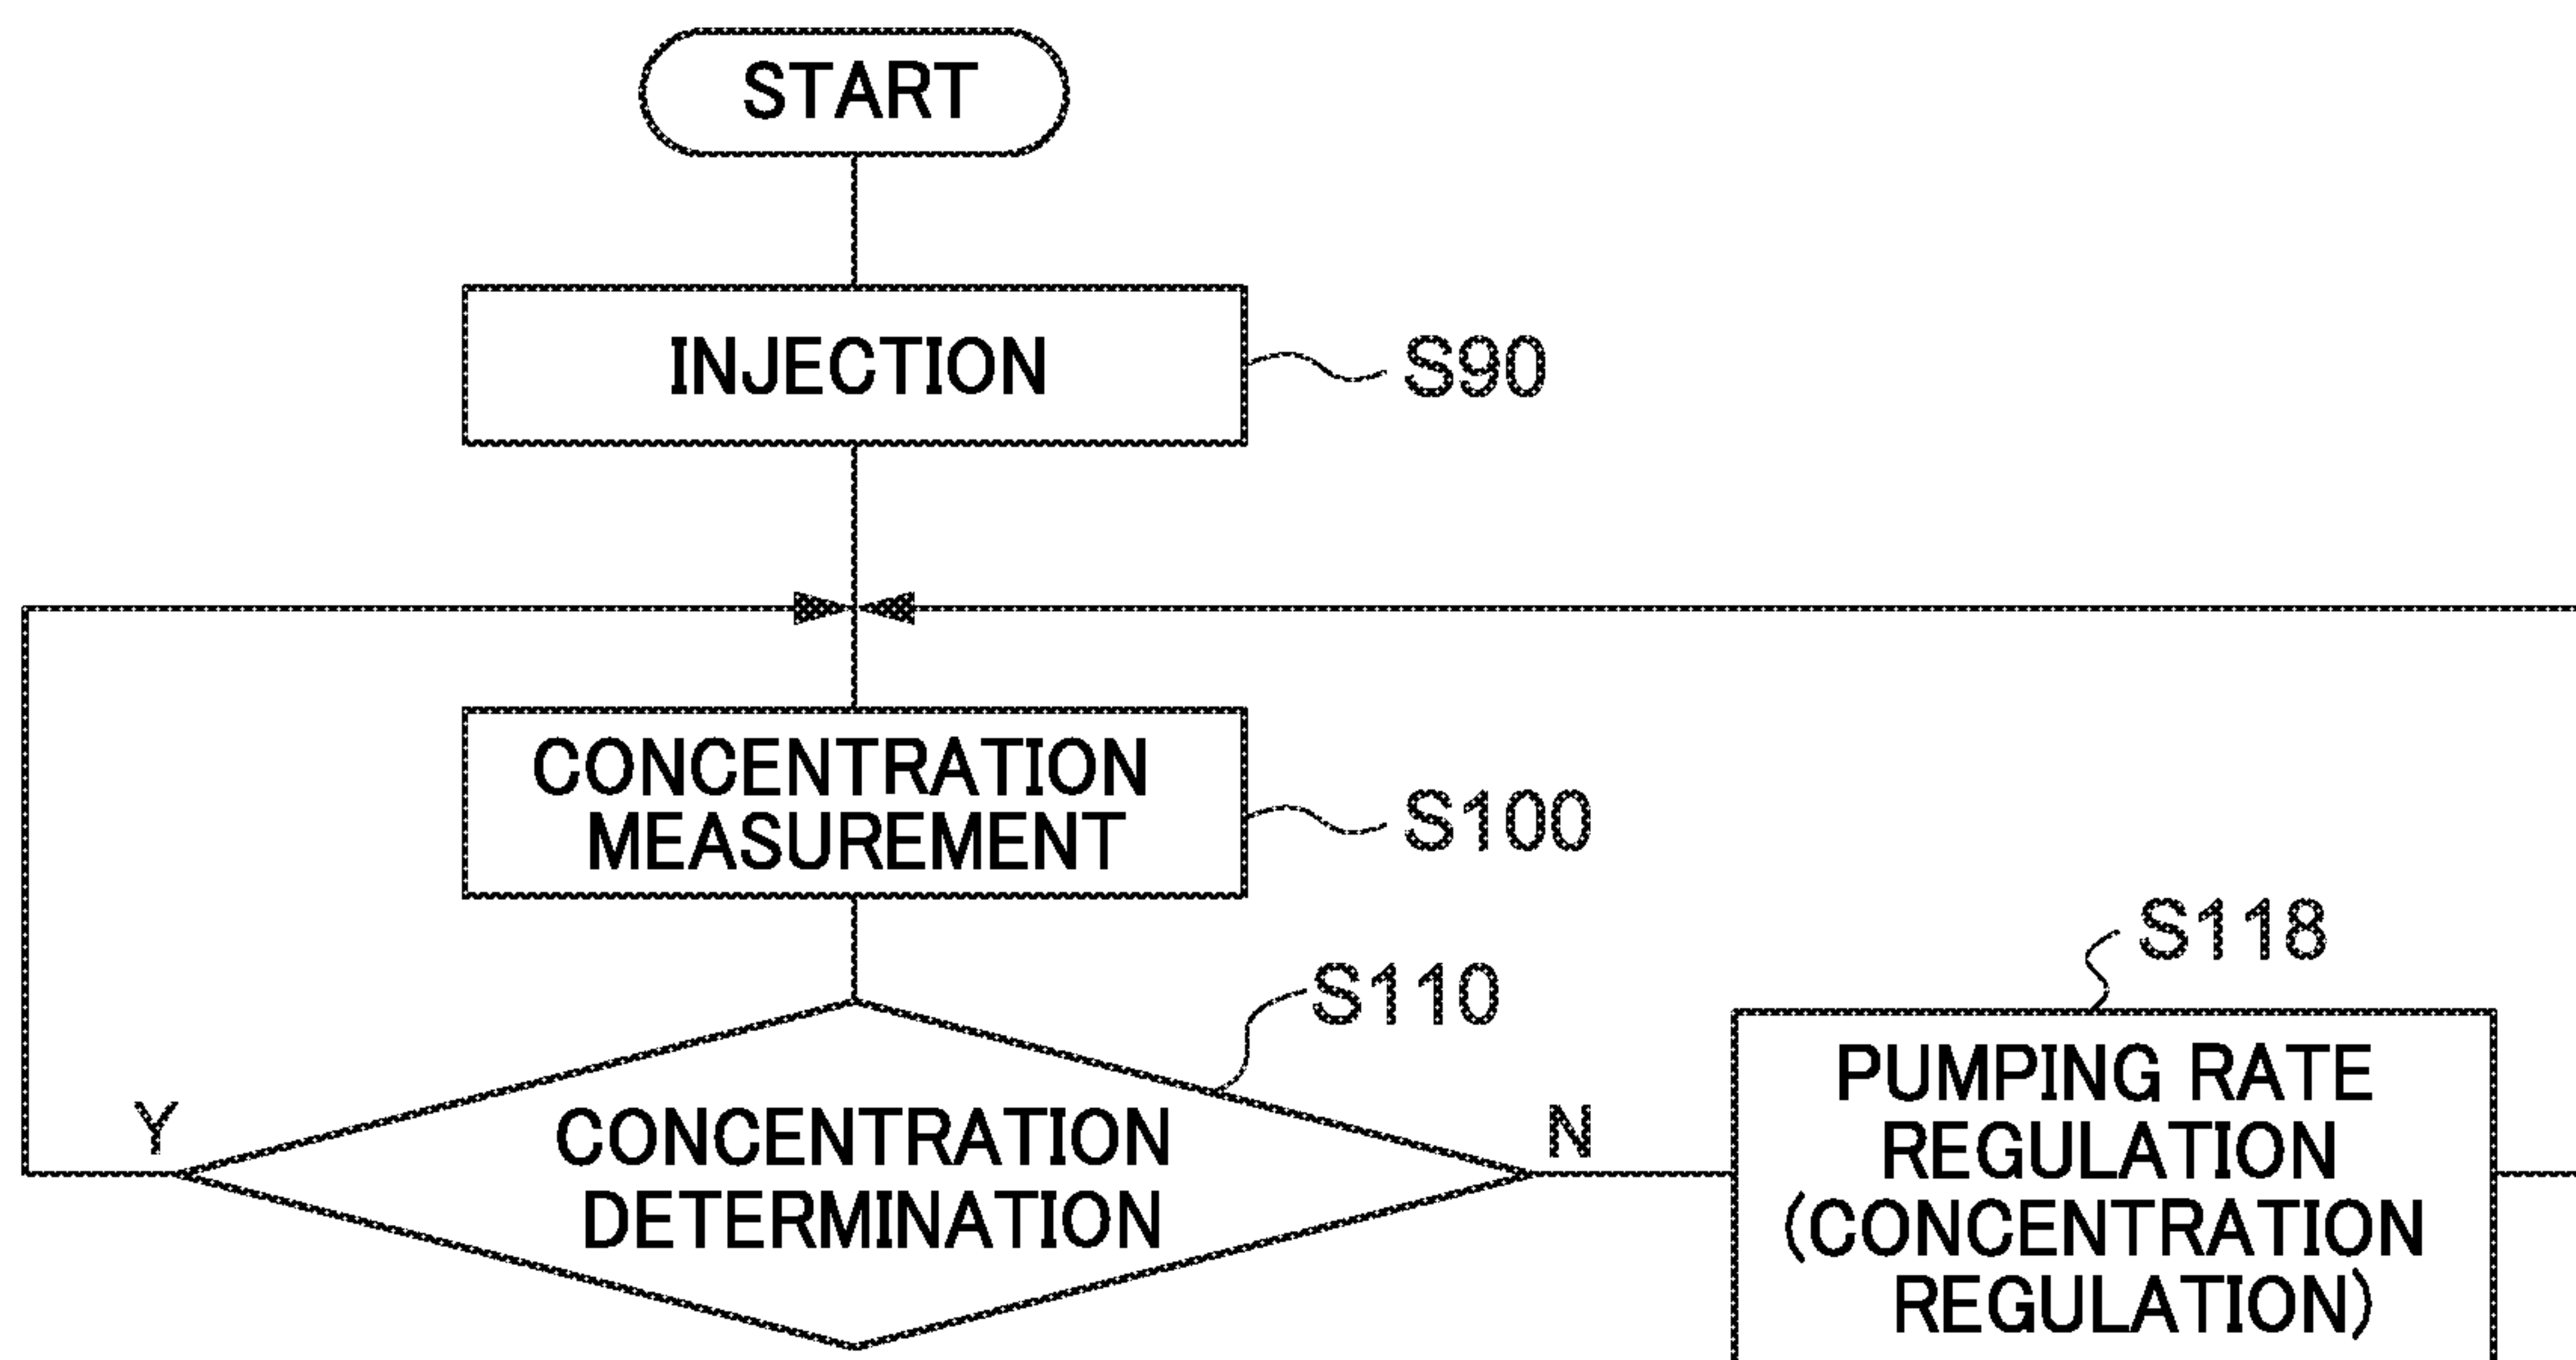 START
INJECTION
S90
CONCENTRATION
MEASUREMENT
S100
S118
S110
Y
CONCENTRATION
DETERMINATION
N
PUMPING RATE
REGULATION
(CONCENTRATION
REGULATION)